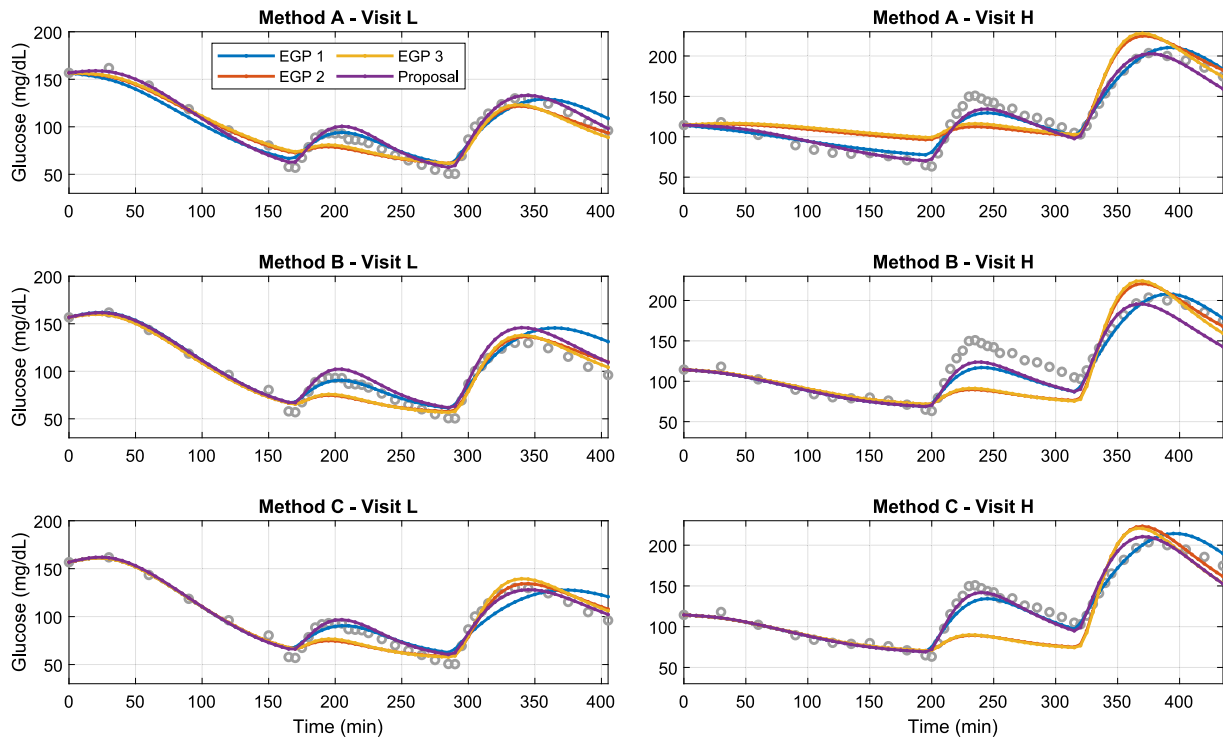 Method A - Visit L
Method A - Visit H
Glucose (mg/dL)
200
150
100
50
EGP 1
EGP 2
EGP 3
Proposal
0 50 100 150 200 250 300 350 400
200
150
100
50
0 50 100 150 200 250 300 350 400
Method B - Visit L
Method B - Visit H
Glucose (mg/dL)
200
150
100
50
0 50 100 150 200 250 300 350 400
200
150
100
50
0 50 100 150 200 250 300 350 400
Method C - Visit L
Method C - Visit H
Glucose (mg/dL)
200
150
100
50
0 50 100 150 200 250 300 350 400
Time (min)
200
150
100
50
0 50 100 150 200 250 300 350 400
Time (min)